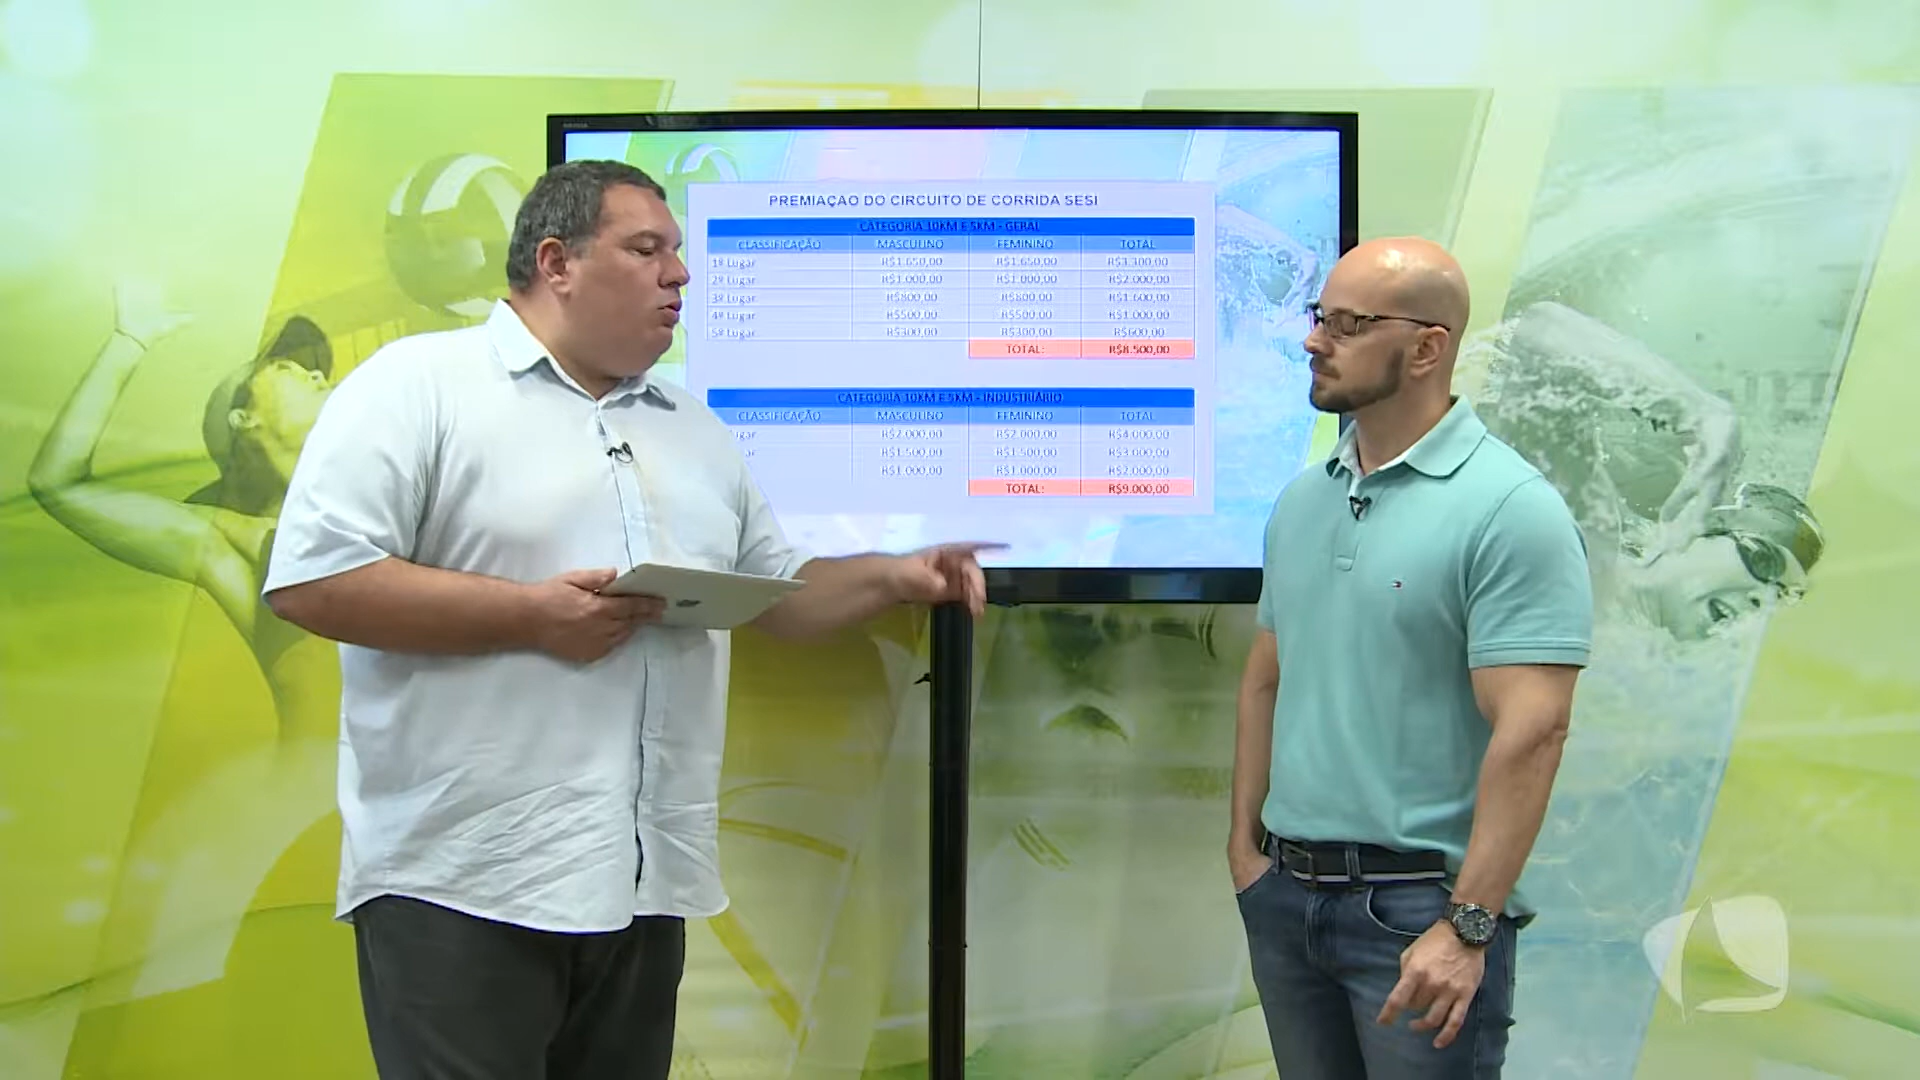 PREMIAÇÃO DO CIRCUITO DE CORRIDA SESI
CATEGORIA 10KM E 5KM - GERAL
CLASSIFICAÇÃO MASCULINO FEMININO TOTAL
1º Lugar R$1.650,00 R$1.650,00 R$3.300,00
2º Lugar R$1.000,00 R$1.000,00 R$2.000,00
3º Lugar R$800,00 R$800,00 R$1.600,00
4º Lugar R$500,00 R$500,00 R$1.000,00
5º Lugar R$300,00 R$300,00 R$600,00
TOTAL: R$8.500,00
CATEGORIA 10KM E 5KM - INDUSTRIÁRIO
CLASSIFICAÇÃO MASCULINO FEMININO TOTAL
ugar R$2.000,00 R$2.000,00 R$4.000,00
ar R$1.500,00 R$1.500,00 R$3.000,00
R$1.000,00 R$1.000,00 R$2.000,00
TOTAL: R$9.000,00